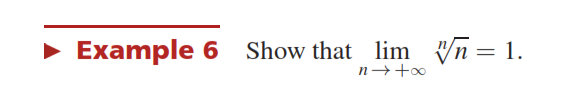 ▶ Example 6 Show that lim n→+∞ ⁿ√n = 1.